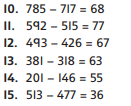 10. 785 – 717 = 68
11. 592 – 515 = 77
12. 493 – 426 = 67
13. 381 – 318 = 63
14. 201 – 146 = 55
15. 513 – 477 = 36